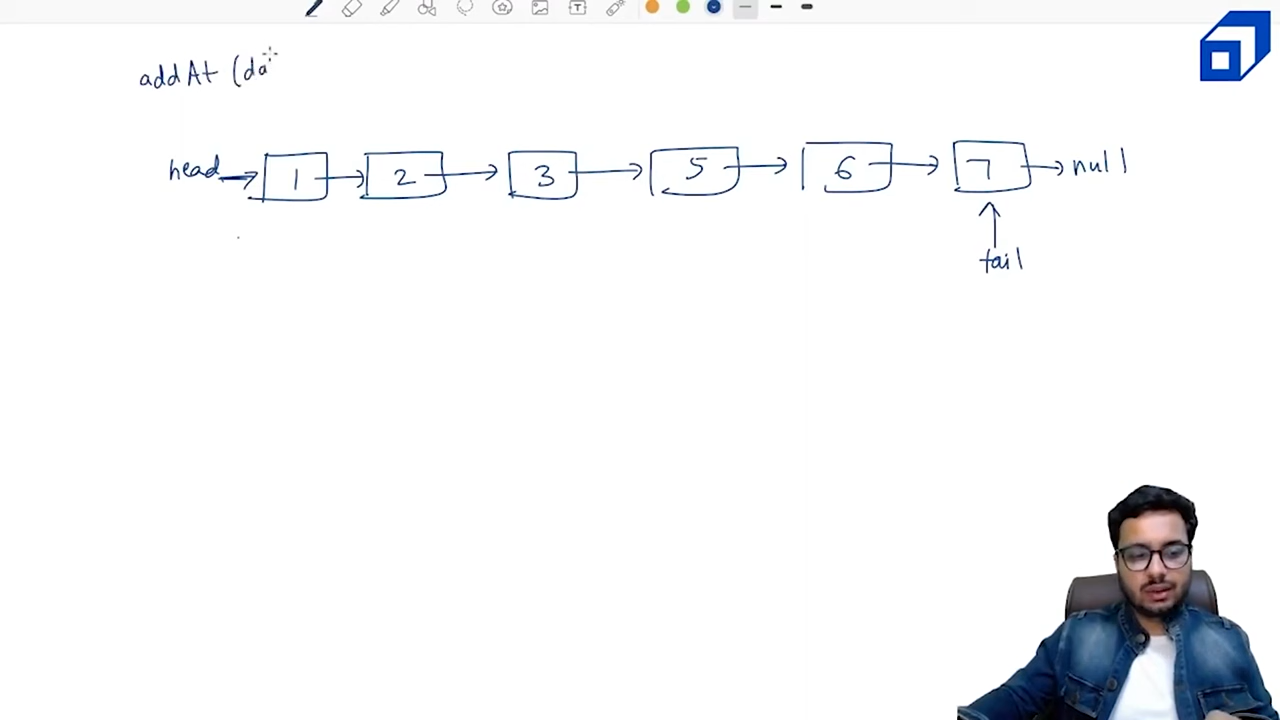 addAt (da
head → 1 → 2 → 3 → 5 → 6 → 7 → null
tail